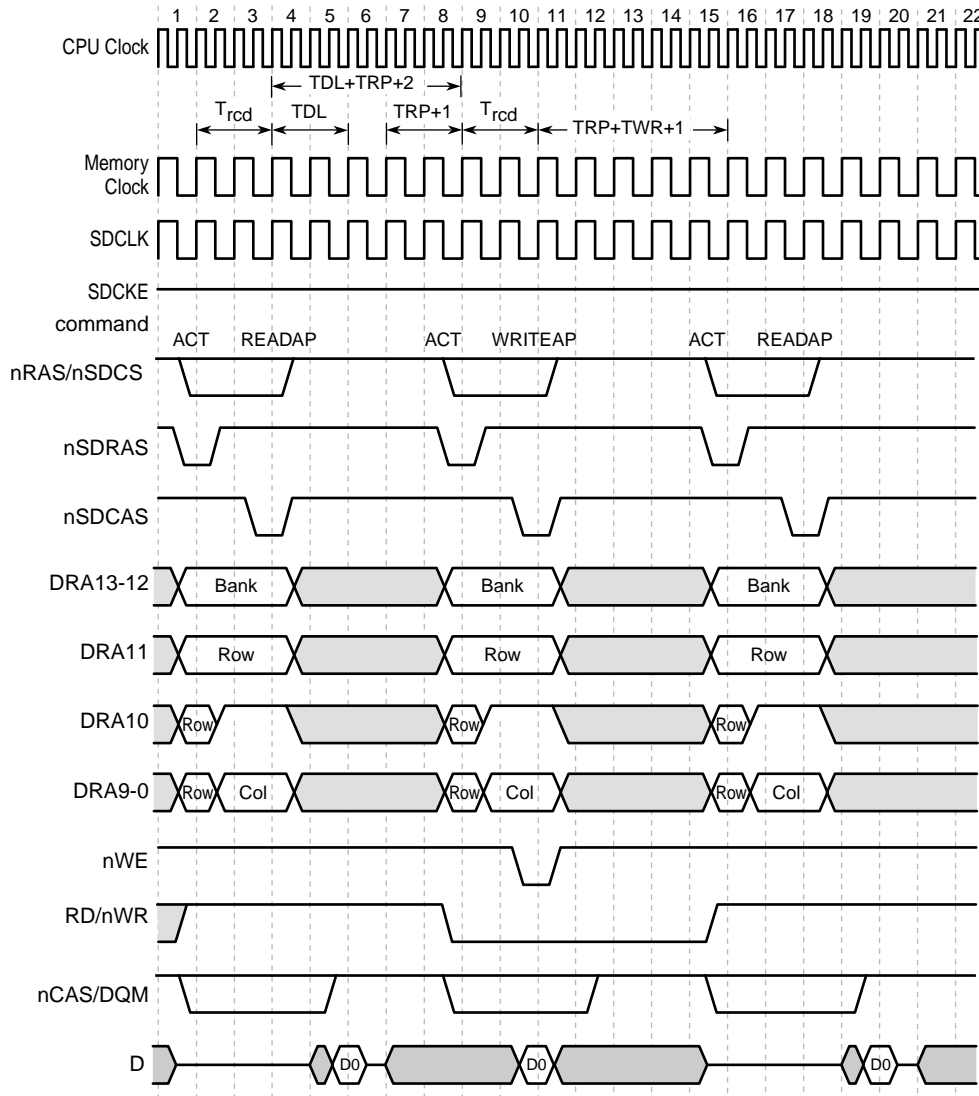 1 2 3 4 5 6 7 8 9 10 11 12 13 14 15 16 17 18 19 20 21 22
CPU Clock
TDL+TRP+2
Trcd TDL TRP+1 Trcd TRP+TWR+1
Memory
Clock
SDCLK
SDCKE
command
ACT READAP ACT WRITEAP ACT READAP
nRAS/nSDCS
nSDRAS
nSDCAS
DRA13-12 Bank Bank Bank
DRA11 Row Row Row
DRA10 Row Row Row
DRA9-0 Row Col Row Col Row Col
nWE
RD/nWR
nCAS/DQM
D D0 D0 D0